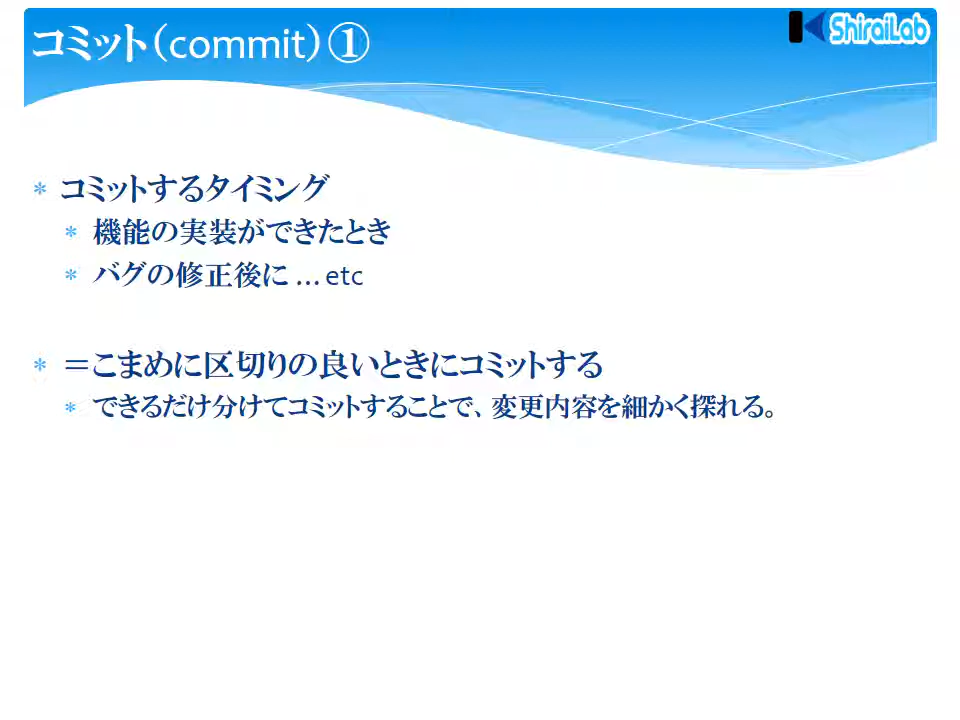 コミット（commit）①
ShiraiLab
コミットするタイミング
機能の実装ができたとき
バグの修正後に …etc
＝こまめに区切りの良いときにコミットする
できるだけ分けてコミットすることで、変更内容を細かく探れる。